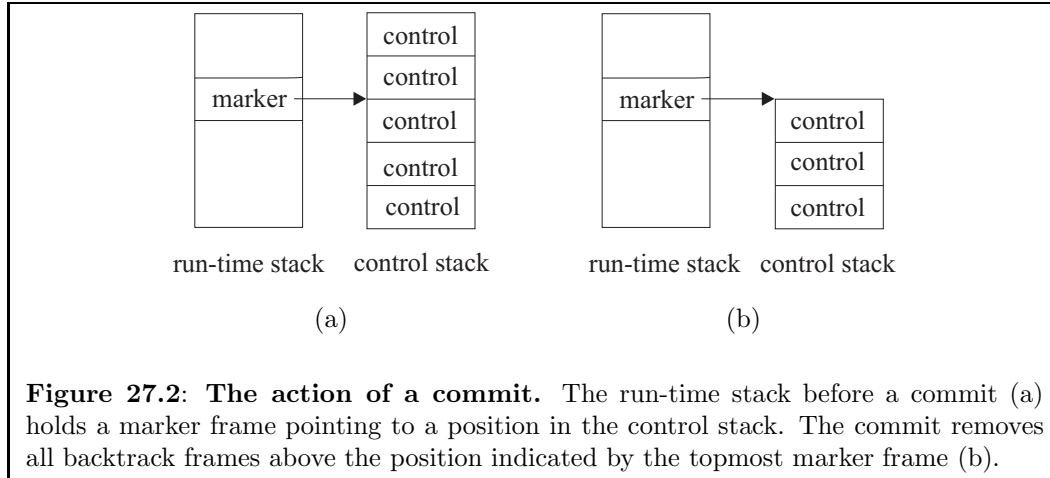 control
control
marker
control
control
control
run-time stack
control stack
(a)
marker
control
control
control
run-time stack
control stack
(b)
Figure 27.2: The action of a commit. The run-time stack before a commit (a)
holds a marker frame pointing to a position in the control stack. The commit removes
all backtrack frames above the position indicated by the topmost marker frame (b).